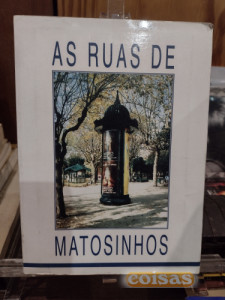 AS RUAS DE
MATOSINHOS
coisas